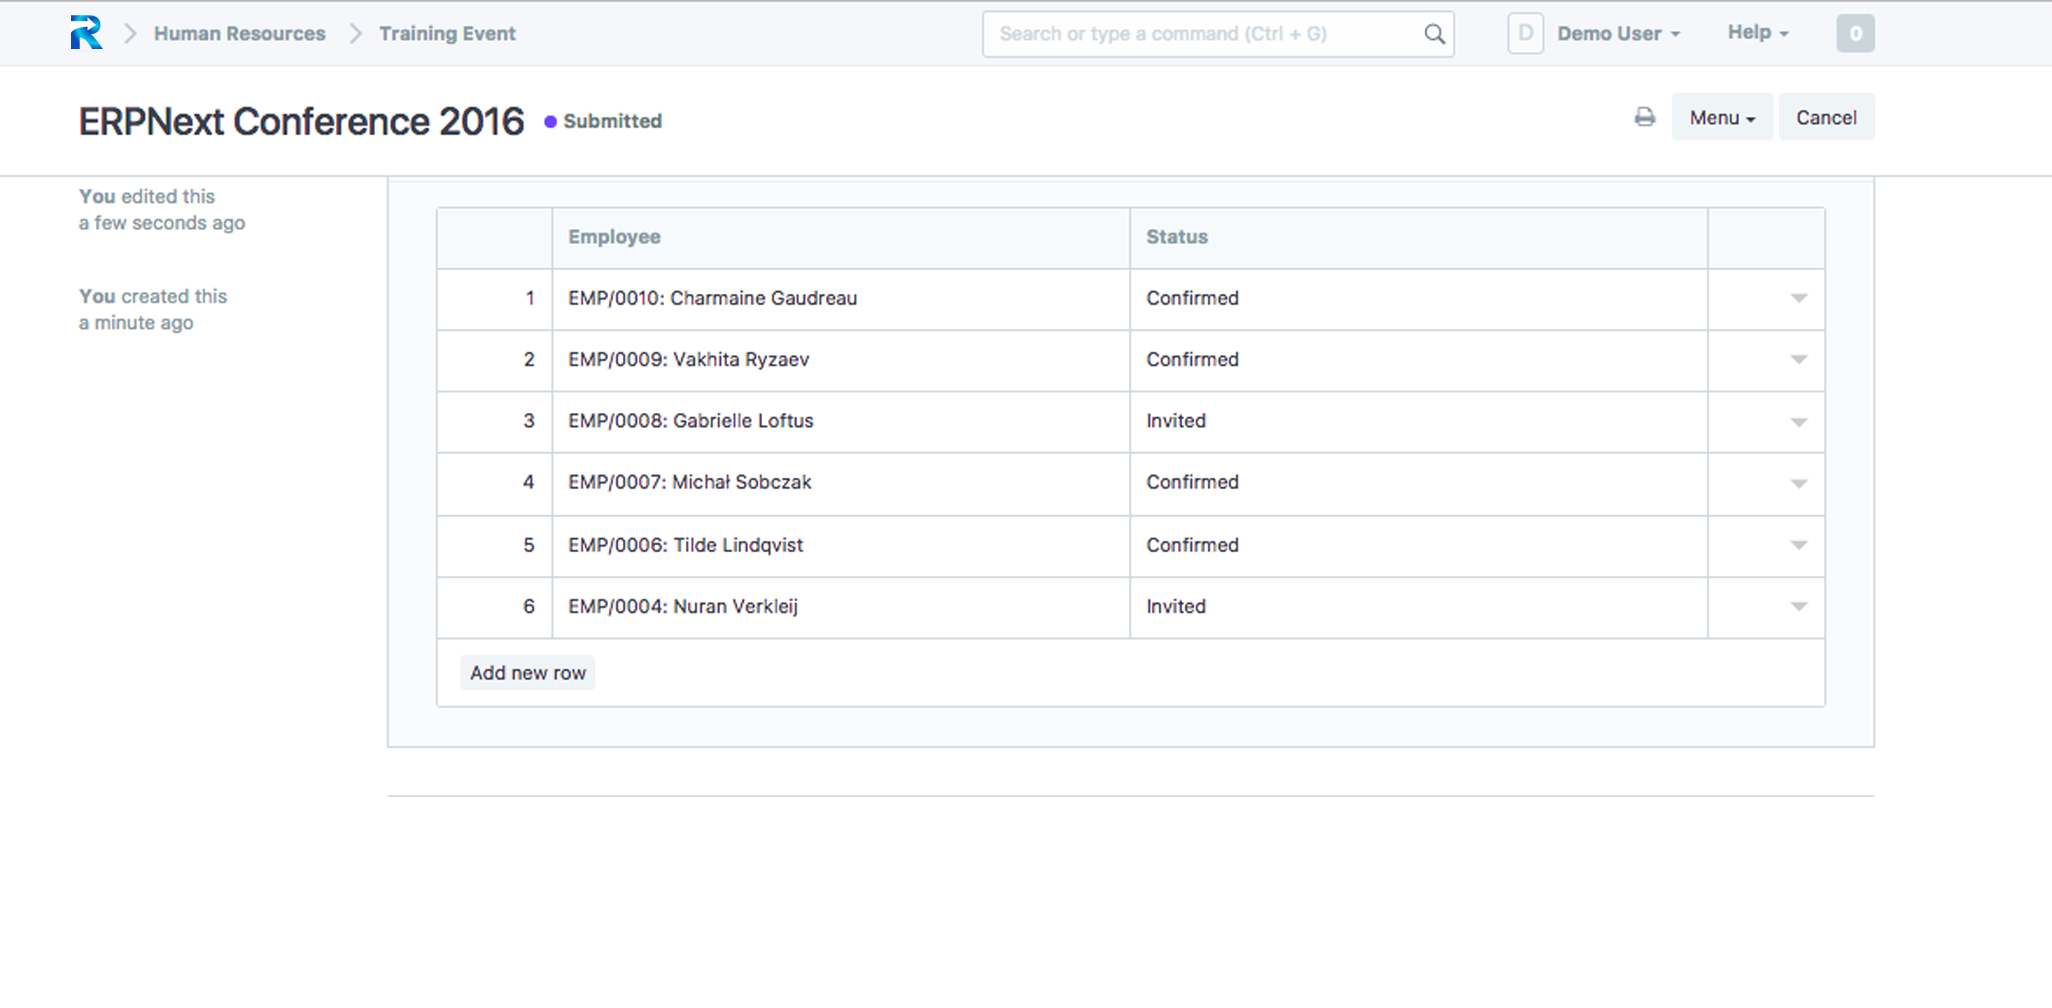 Human Resources
Training Event
Search or type a command (Ctrl + G)
D
Demo User
Help
0
ERPNext Conference 2016
Submitted
Menu
Cancel
You edited this
a few seconds ago
You created this
a minute ago
Employee Status
1 EMP/0010: Charmaine Gaudreau Confirmed
2 EMP/0009: Vakhita Ryzaev Confirmed
3 EMP/0008: Gabrielle Loftus Invited
4 EMP/0007: Michał Sobczak Confirmed
5 EMP/0006: Tilde Lindqvist Confirmed
6 EMP/0004: Nuran Verkleij Invited
Add new row